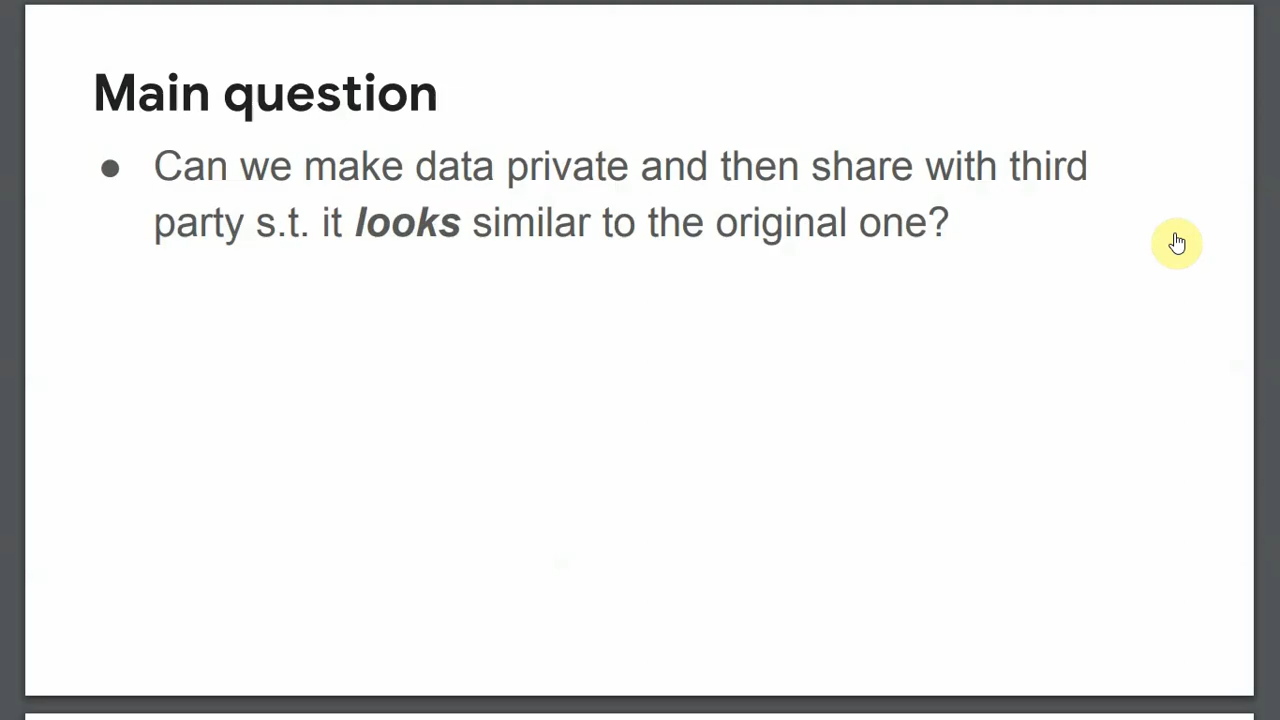 Main question
● Can we make data private and then share with third
party s.t. it looks similar to the original one?